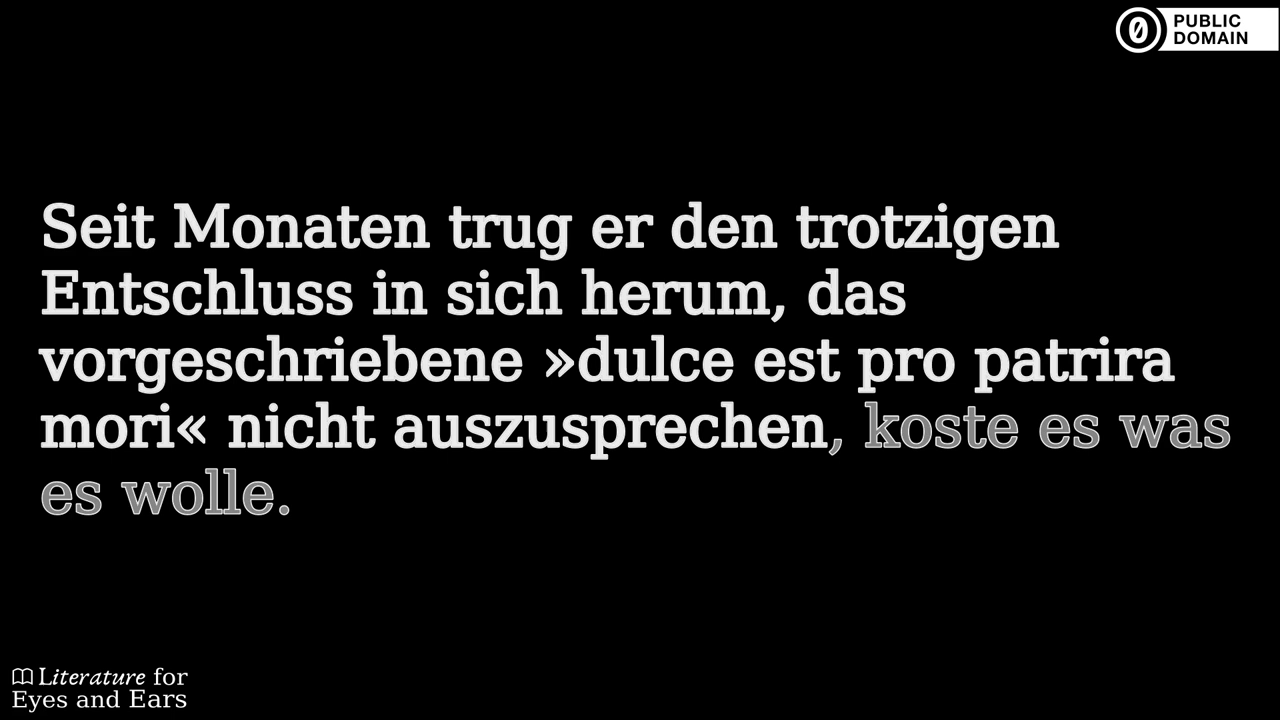 PUBLIC
DOMAIN
Seit Monaten trug er den trotzigen
Entschluss in sich herum, das
vorgeschriebene »dulce est pro patrira
mori« nicht auszusprechen, koste es was
es wolle.
Literature for
Eyes and Ears